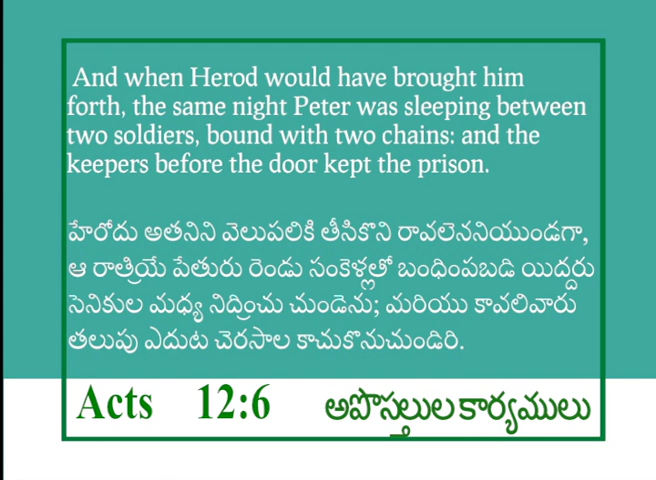 And when Herod would have brought him
forth, the same night Peter was sleeping between
two soldiers, bound with two chains: and the
keepers before the door kept the prison.
హేరోదు అతనిని వెలుపలికి తీసికొని రావలెననియుండగా,
ఆ రాత్రియే పేతురు రెండు సంకెళ్లతో బంధింపబడి యిద్దరు
సెనికుల మధ్య నిద్రించు చుండెను; మరియు కావలివారు
తలుపు ఎదుట చెరసాల కాచుకొనుచుండిరి.
Acts 12:6 అపొస్తలుల కార్యములు